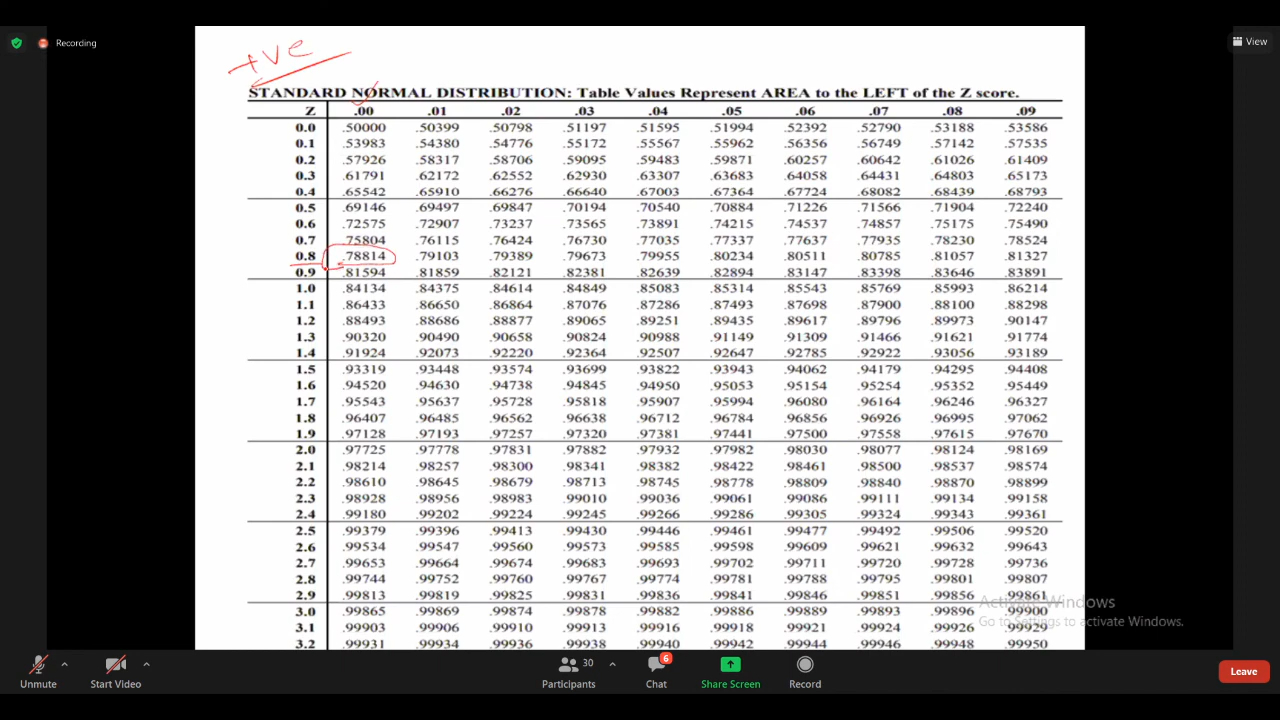 Recording
View
+ve
STANDARD NORMAL DISTRIBUTION: Table Values Represent AREA to the LEFT of the Z score.
Z .00 .01 .02 .03 .04 .05 .06 .07 .08 .09
0.0 .50000 .50399 .50798 .51197 .51595 .51994 .52392 .52790 .53188 .53586
0.1 .53983 .54380 .54776 .55172 .55567 .55962 .56356 .56749 .57142 .57535
0.2 .57926 .58317 .58706 .59095 .59483 .59871 .60257 .60642 .61026 .61409
0.3 .61791 .62172 .62552 .62930 .63307 .63683 .64058 .64431 .64803 .65173
0.4 .65542 .65910 .66276 .66640 .67003 .67364 .67724 .68082 .68439 .68793
0.5 .69146 .69497 .69847 .70194 .70540 .70884 .71226 .71566 .71904 .72240
0.6 .72575 .72907 .73237 .73565 .73891 .74215 .74537 .74857 .75175 .75490
0.7 .75804 .76115 .76424 .76730 .77035 .77337 .77637 .77935 .78230 .78524
0.8 .78814 .79103 .79389 .79673 .79955 .80234 .80511 .80785 .81057 .81327
0.9 .81594 .81859 .82121 .82381 .82639 .82894 .83147 .83398 .83646 .83891
1.0 .84134 .84375 .84614 .84849 .85083 .85314 .85543 .85769 .85993 .86214
1.1 .86433 .86650 .86864 .87076 .87286 .87493 .87698 .87900 .88100 .88298
1.2 .88493 .88686 .88877 .89065 .89251 .89435 .89617 .89796 .89973 .90147
1.3 .90320 .90490 .90658 .90824 .90988 .91149 .91309 .91466 .91621 .91774
1.4 .91924 .92073 .92220 .92364 .92507 .92647 .92785 .92922 .93056 .93189
1.5 .93319 .93448 .93574 .93699 .93822 .93943 .94062 .94179 .94295 .94408
1.6 .94520 .94630 .94738 .94845 .94950 .95053 .95154 .95254 .95352 .95449
1.7 .95543 .95637 .95728 .95818 .95907 .95994 .96080 .96164 .96246 .96327
1.8 .96407 .96485 .96562 .96638 .96712 .96784 .96856 .96926 .96995 .97062
1.9 .97128 .97193 .97257 .97320 .97381 .97441 .97500 .97558 .97615 .97670
2.0 .97725 .97778 .97831 .97882 .97932 .97982 .98030 .98077 .98124 .98169
2.1 .98214 .98257 .98300 .98341 .98382 .98422 .98461 .98500 .98537 .98574
2.2 .98610 .98645 .98679 .98713 .98745 .98778 .98809 .98840 .98870 .98899
2.3 .98928 .98956 .98983 .99010 .99036 .99061 .99086 .99111 .99134 .99158
2.4 .99180 .99202 .99224 .99245 .99266 .99286 .99305 .99324 .99343 .99361
2.5 .99379 .99396 .99413 .99430 .99446 .99461 .99477 .99492 .99506 .99520
2.6 .99534 .99547 .99560 .99573 .99585 .99598 .99609 .99621 .99632 .99643
2.7 .99653 .99664 .99674 .99683 .99693 .99702 .99711 .99720 .99728 .99736
2.8 .99744 .99752 .99760 .99767 .99774 .99781 .99788 .99795 .99801 .99807
2.9 .99813 .99819 .99825 .99831 .99836 .99841 .99846 .99851 .99856 .99861
3.0 .99865 .99869 .99874 .99878 .99882 .99886 .99889 .99893 .99896 .99900
3.1 .99903 .99906 .99910 .99913 .99916 .99918 .99921 .99924 .99926 .99929
3.2 .99931 .99934 .99936 .99938 .99940 .99942 .99944 .99946 .99948 .99950
Activate Windows
Go to Settings to activate Windows.
30
6
Unmute
Start Video
Participants
Chat
Share Screen
Record
Leave